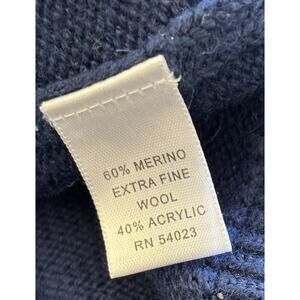 60% MERINO
EXTRA FINE
WOOL
40% ACRYLIC
RN 54023